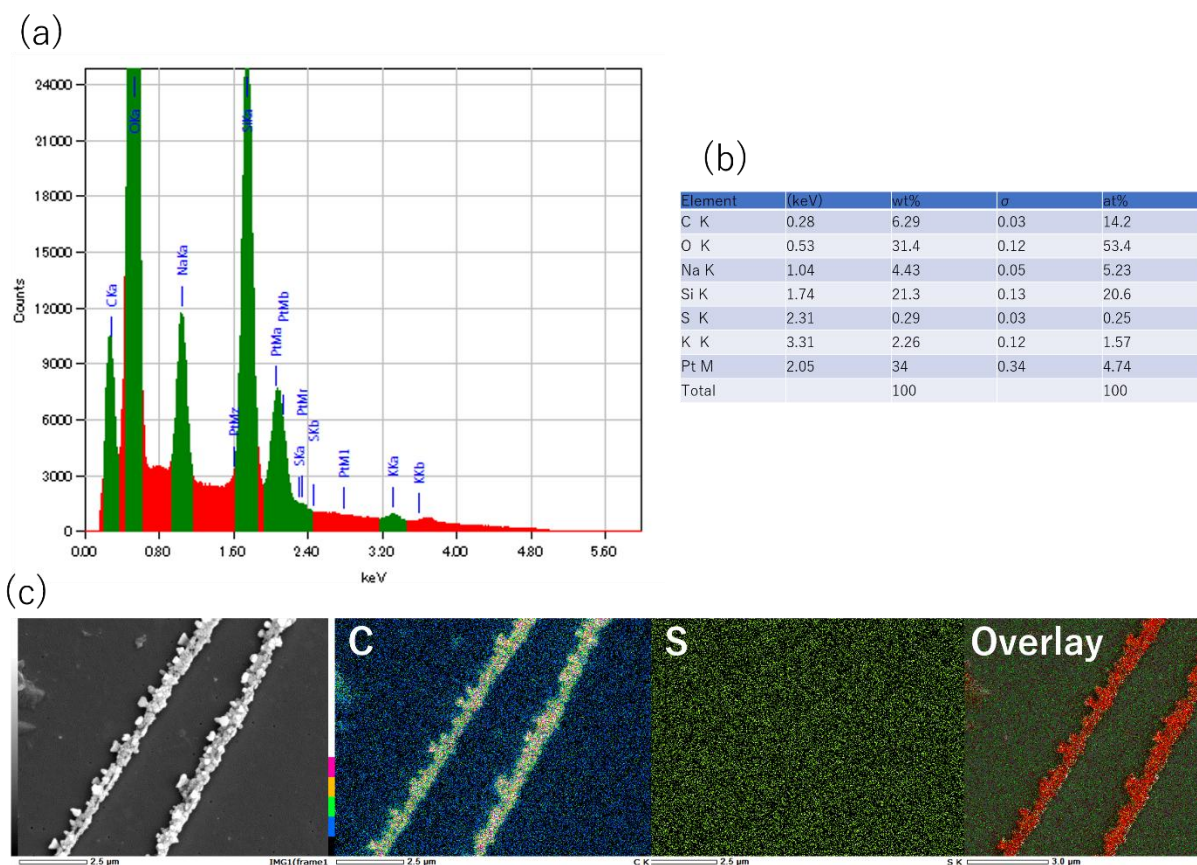 (a)
24000
21000
18000
15000
12000
9000
6000
3000
0
Counts
CKa
OKa
NaKa
PtMz
SiKa
PtMa
PtMb
SKa
PtMr
SKb
PtM1
KKa
KKb
0.00 0.80 1.60 2.40 3.20 4.00 4.80 5.60
keV
(b)
Element (keV) wt% σ at%
C K 0.28 6.29 0.03 14.2
O K 0.53 31.4 0.12 53.4
Na K 1.04 4.43 0.05 5.23
Si K 1.74 21.3 0.13 20.6
S K 2.31 0.29 0.03 0.25
K K 3.31 2.26 0.12 1.57
Pt M 2.05 34 0.34 4.74
Total 100 100
(c)
C S Overlay
2.5 µm IMG1(frame1 2.5 µm C K 2.5 µm S K 3.0 µm